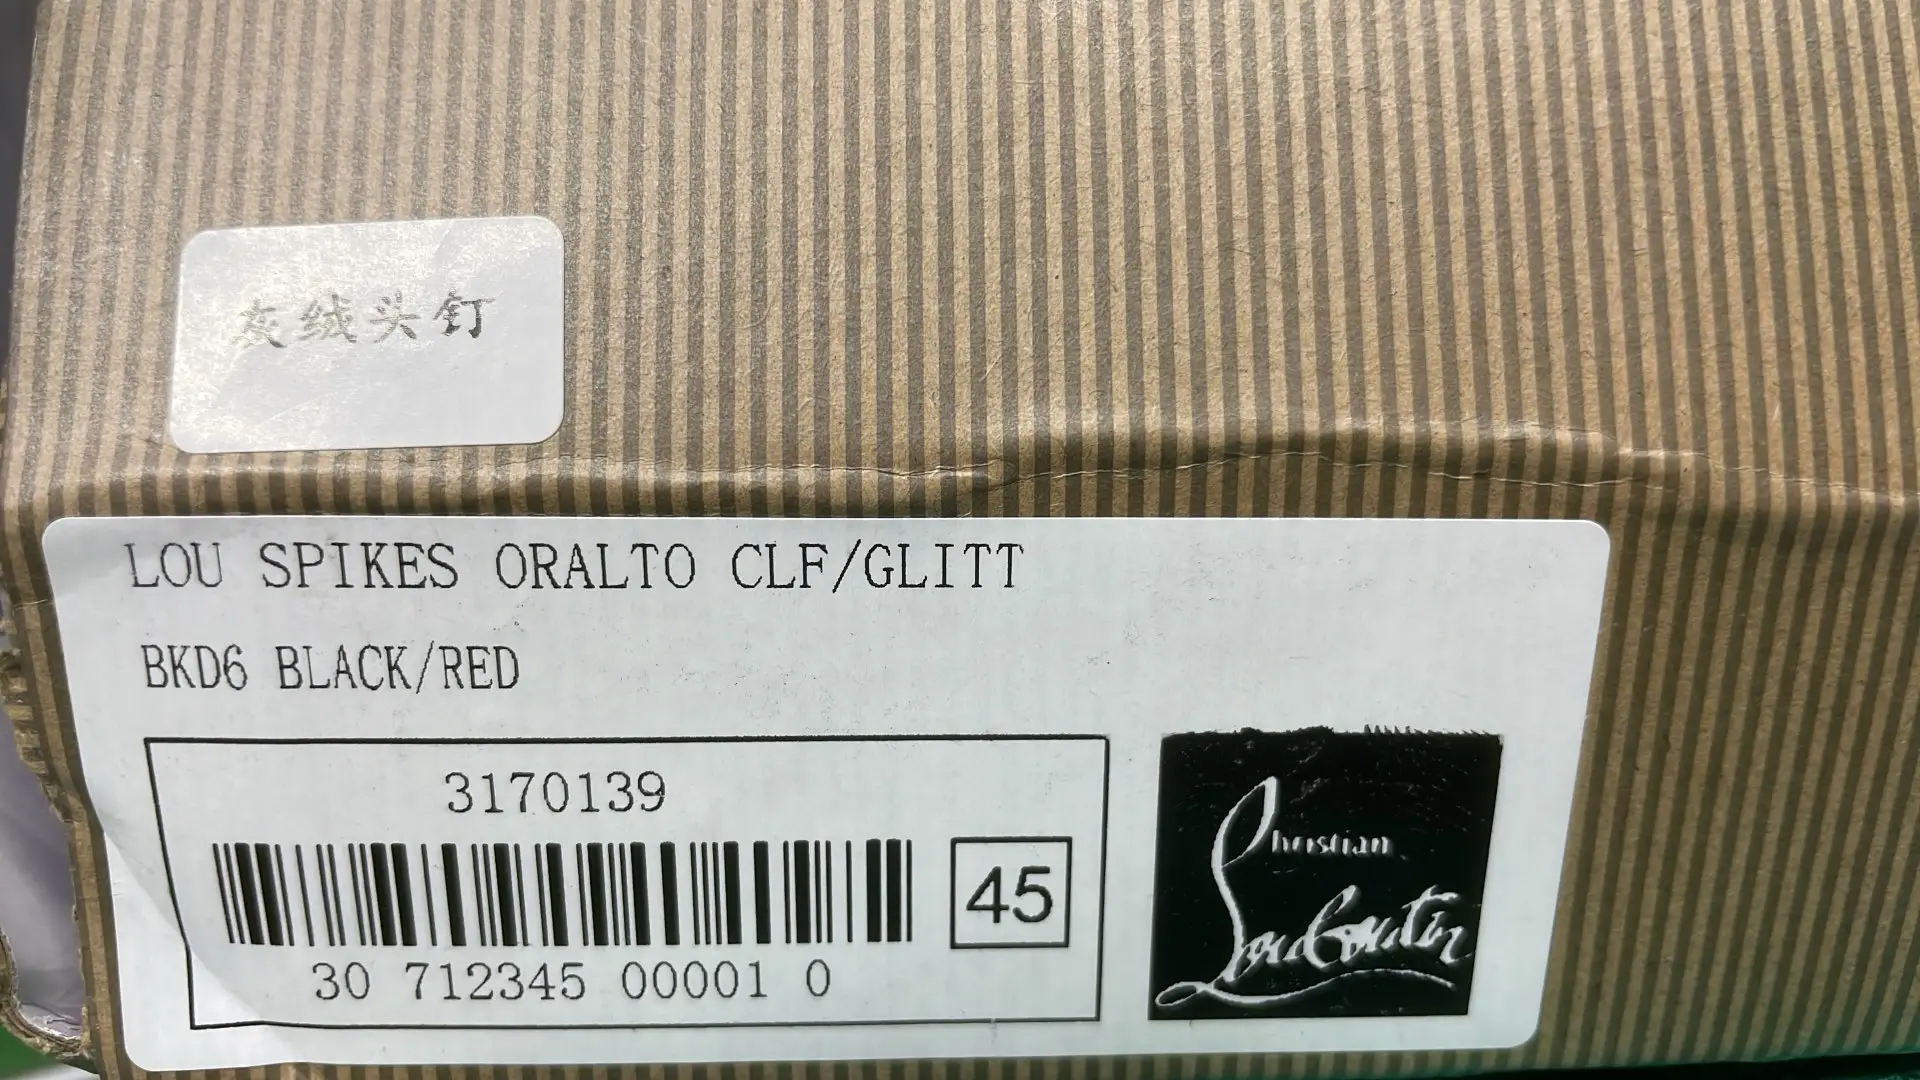 灰绒头钉
LOU SPIKES ORALTO CLF/GLITT
BKD6 BLACK/RED
3170139
45
30 712345 00001 0
Christian
Louboutin